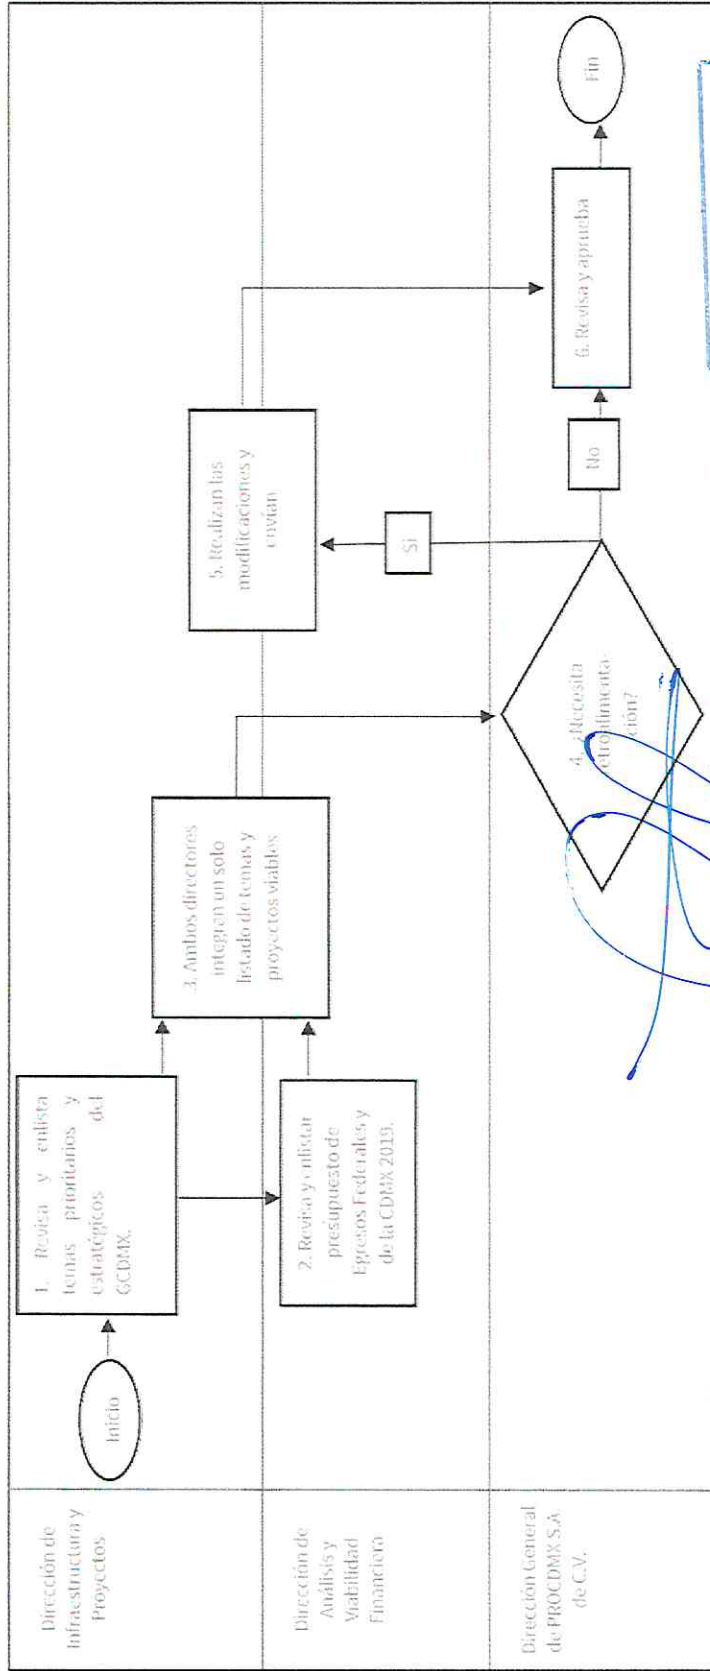 Dirección de
Infraestructura y
Proyectos
Inicio
1. Revisa y enlista
temas prioritarios y
estratégicos del
GCDMX.
3. Ambos directores
integran un solo
listado de temas y
proyectos viables
5. Realizan las
modificaciones y
envían
Dirección de
Análisis y
Viabilidad
Financiera
2. Revisa y enlistar
presupuesto de
Egresos Federales y
de la CDMX 2019.
Dirección General
de PROCDMX S.A.
de C.V.
4. ¿Necesita
etroalimenta-
ción?
Si
No
6. Revisa y aprueba
Fin